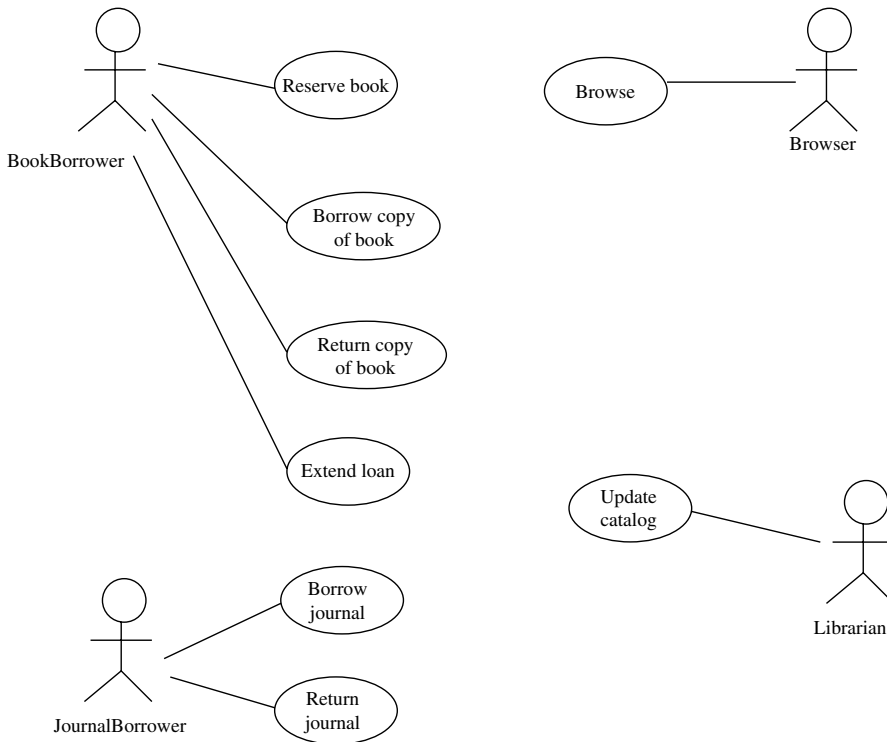 Reserve book
Browse
Browser
BookBorrower
Borrow copy
of book
Return copy
of book
Extend loan
Update
catalog
Librarian
Borrow
journal
Return
journal
JournalBorrower